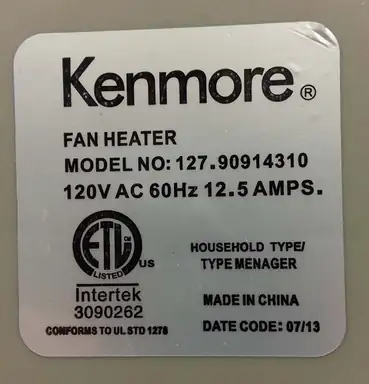 Kenmore®
FAN HEATER
MODEL NO: 127.90914310
120V AC 60Hz 12.5 AMPS.
ETL CM
LISTED US
HOUSEHOLD TYPE/
TYPE MENAGER
Intertek
3090262
MADE IN CHINA
CONFORMS TO UL STD 1278
DATE CODE: 07/13